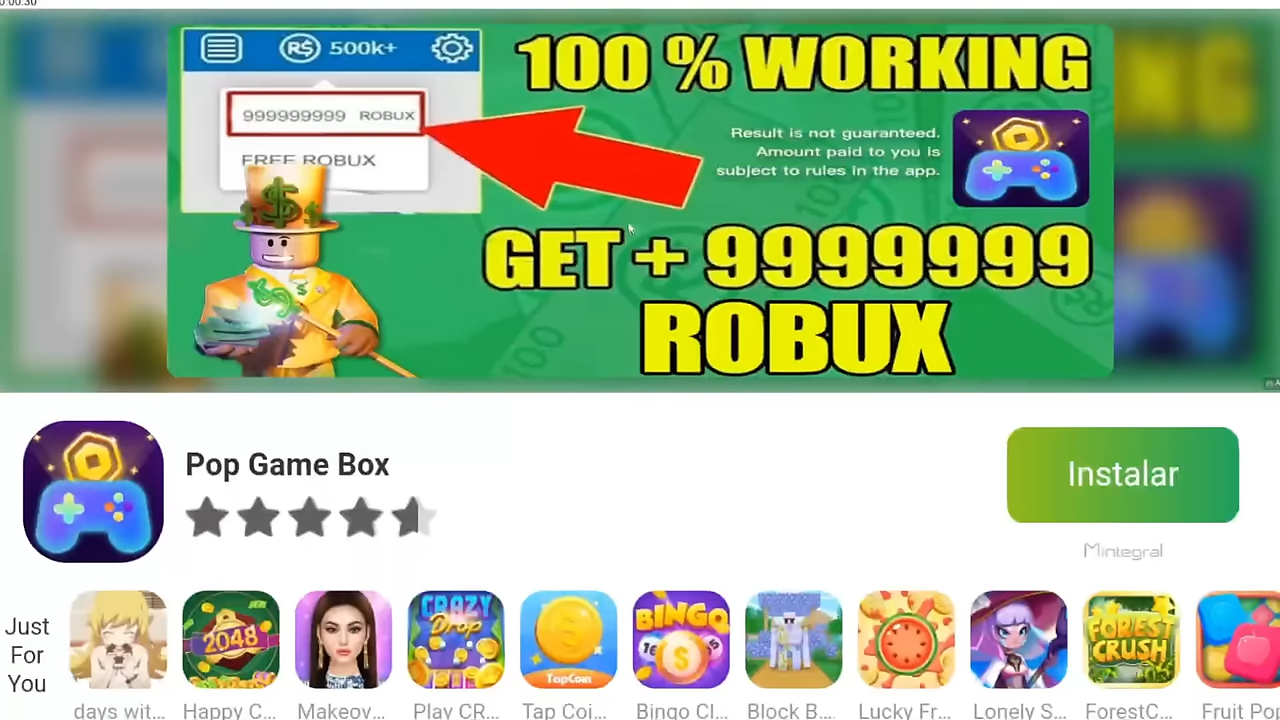 500k+
100 % WORKING
999999999 ROBUX
FREE ROBUX
Result is not guaranteed.
Amount paid to you is
subject to rules in the app.
GET + 9999999
ROBUX
Pop Game Box
Instalar
Mintegral
Just
For
You
2048
CRAZY
Drop
TapCoin
BINGO
FOREST
CRUSH
days wit...
Happy C...
Makeov...
Play CR...
Tap Coi...
Bingo Cl...
Block B...
Lucky Fr...
Lonely S...
ForestC...
Fruit Po